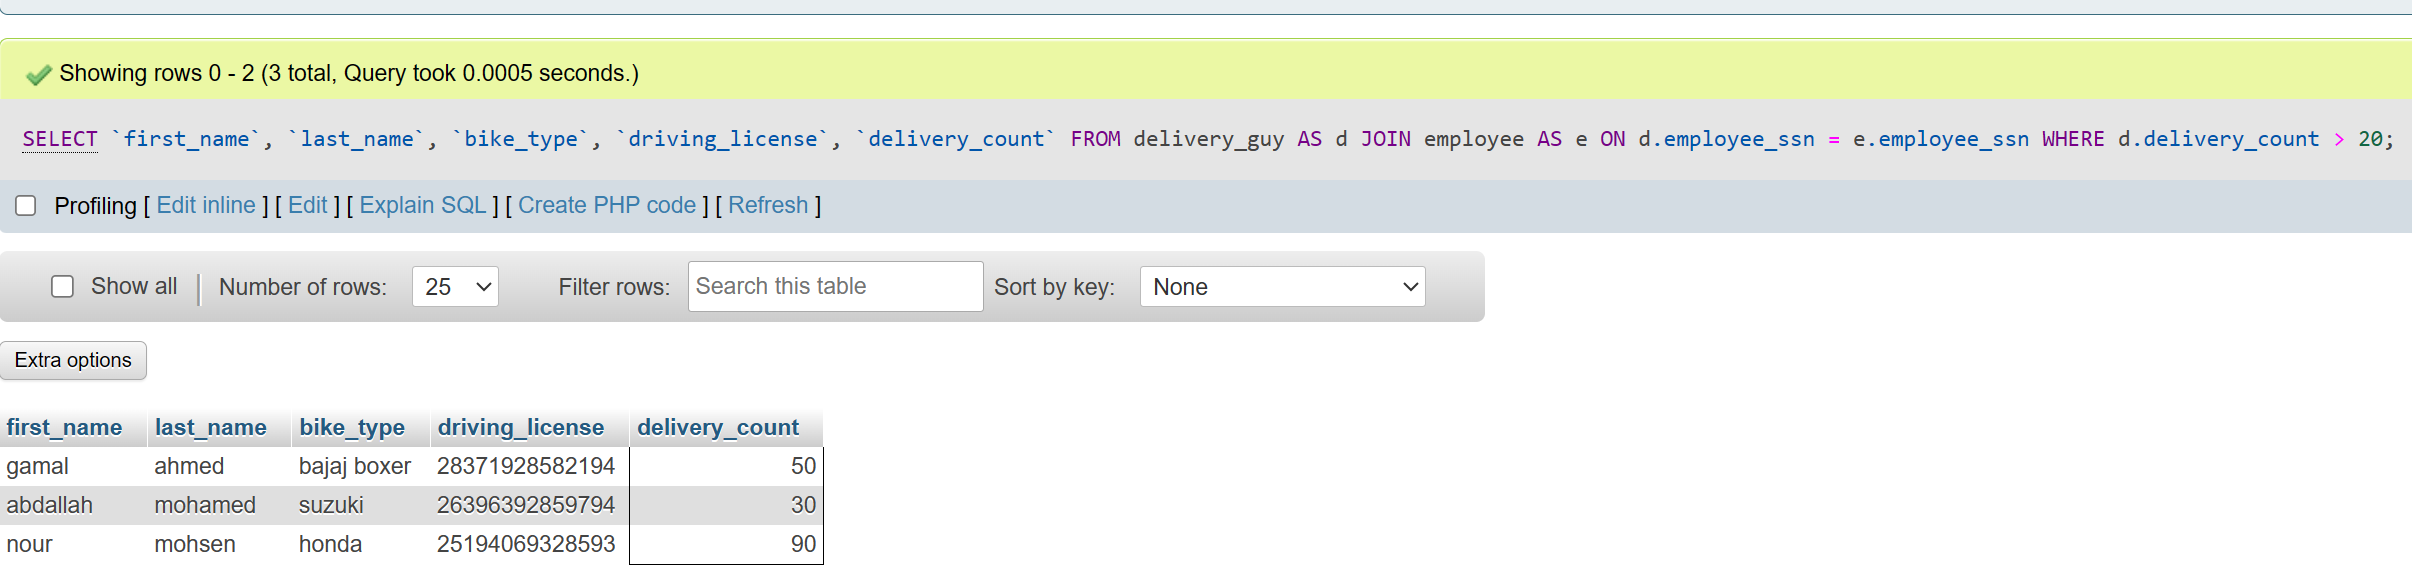 Showing rows 0 - 2 (3 total, Query took 0.0005 seconds.)
SELECT `first_name`, `last_name`, `bike_type`, `driving_license`, `delivery_count` FROM delivery_guy AS d JOIN employee AS e ON d.employee_ssn = e.employee_ssn WHERE d.delivery_count > 20;
Profiling [ Edit inline ] [ Edit ] [ Explain SQL ] [ Create PHP code ] [ Refresh ]
Show all Number of rows: 25 Filter rows: Search this table Sort by key: None
Extra options
first_name last_name bike_type driving_license delivery_count
gamal ahmed bajaj boxer 28371928582194 50
abdallah mohamed suzuki 26396392859794 30
nour mohsen honda 25194069328593 90